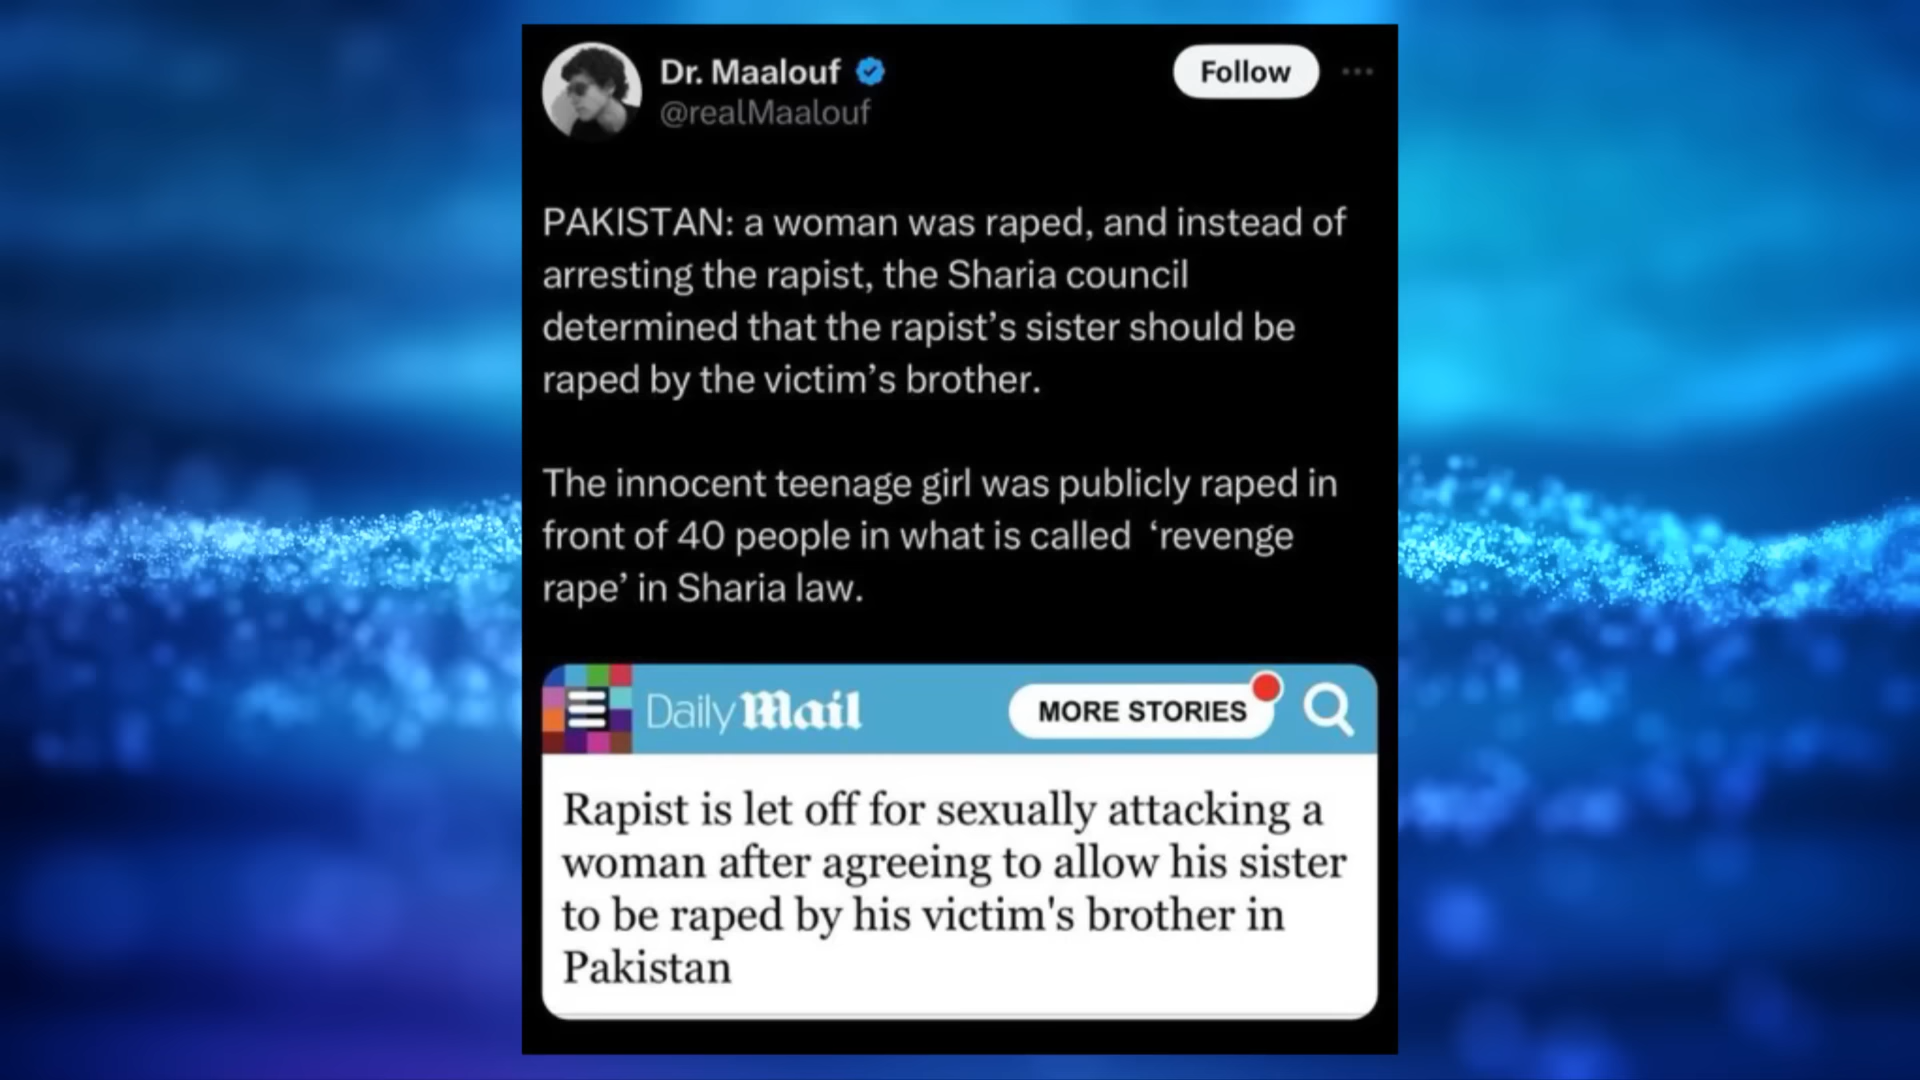 Dr. Maalouf
Follow
@realMaalouf
PAKISTAN: a woman was raped, and instead of
arresting the rapist, the Sharia council
determined that the rapist’s sister should be
raped by the victim’s brother.
The innocent teenage girl was publicly raped in
front of 40 people in what is called ‘revenge
rape’ in Sharia law.
Daily Mail
MORE STORIES
Rapist is let off for sexually attacking a
woman after agreeing to allow his sister
to be raped by his victim's brother in
Pakistan